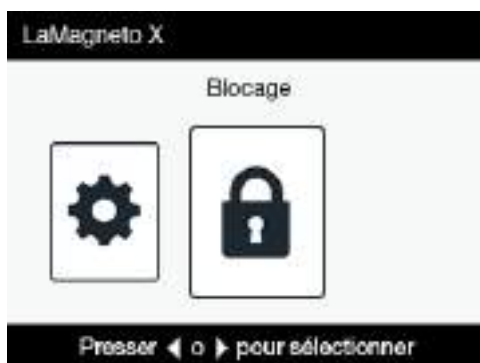 LaMagneto X
Blocage
Presser ◀ o ▶ pour sélectionner